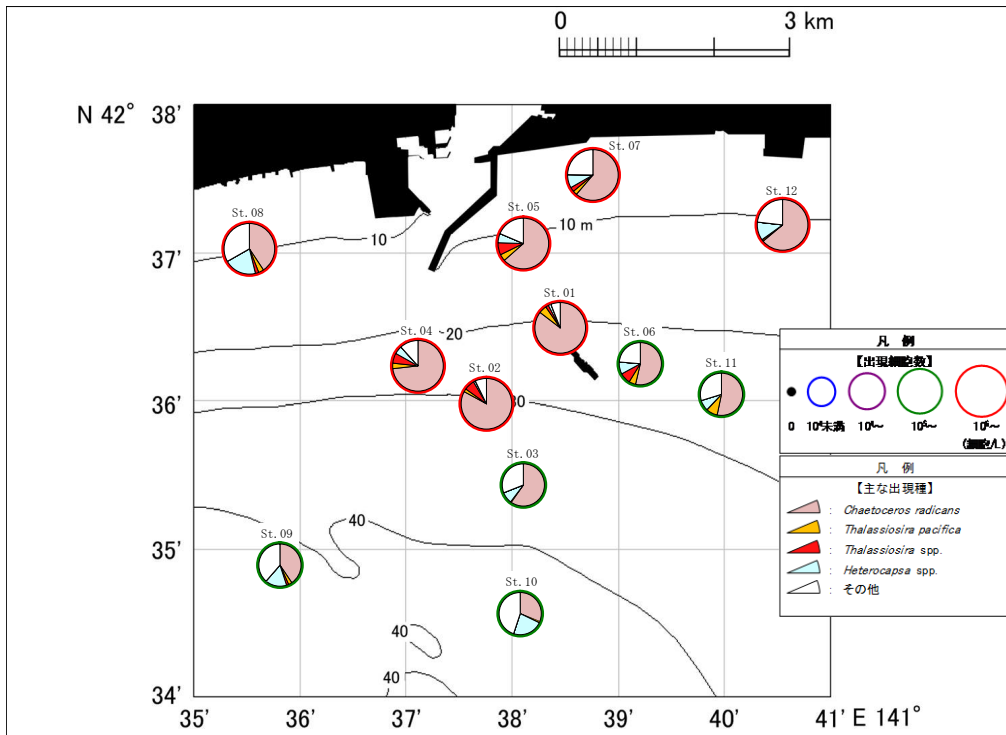 0 3 km
N 42° 38'
St. 07
St. 12
St. 08
St. 05
10 m
10
37'
St. 01
St. 04
20
St. 06
St. 02
St. 11
36'
30
St. 03
40
St. 09
35'
St. 10
40
40
34'
35' 36' 37' 38' 39' 40' 41' E 141°
凡 例
【出現細胞数】
0 10⁴未満 10⁴～ 10⁵～ 10⁶～
(細胞/L)
凡 例
【主な出現種】
: Chaetoceros radicans
: Thalassiosira pacifica
: Thalassiosira spp.
: Heterocapsa spp.
: その他